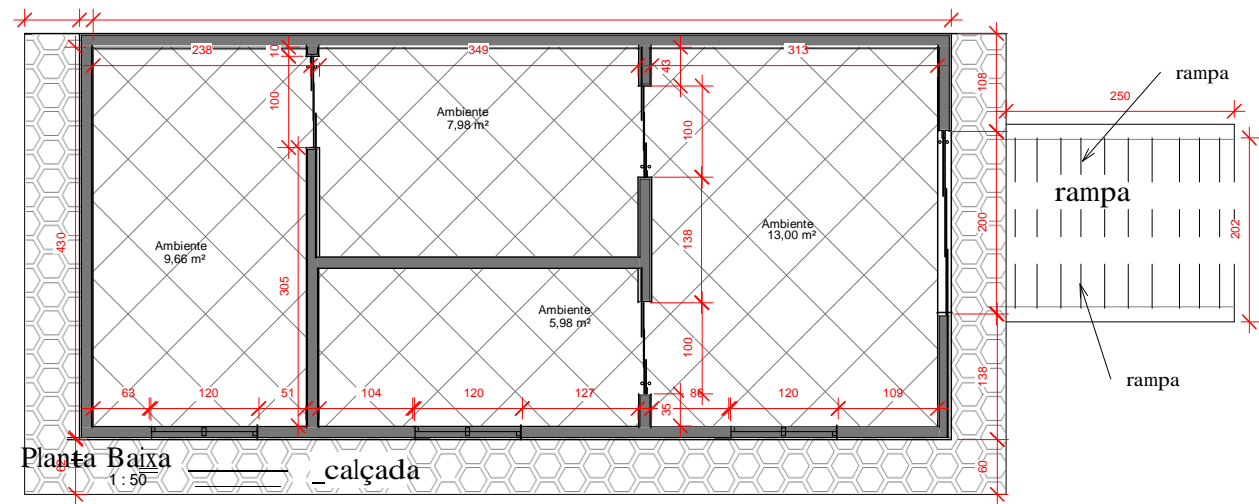 238
10
349
313
43
100
100
108
rampa
250
Ambiente
7,98 m²
Ambiente
13,00 m²
rampa
Ambiente
9,66 m²
430
138
200
202
305
Ambiente
5,98 m²
100
138
rampa
63
120
51
104
120
127
86
120
109
35
60
Planta Baixa
1 : 50
_calçada